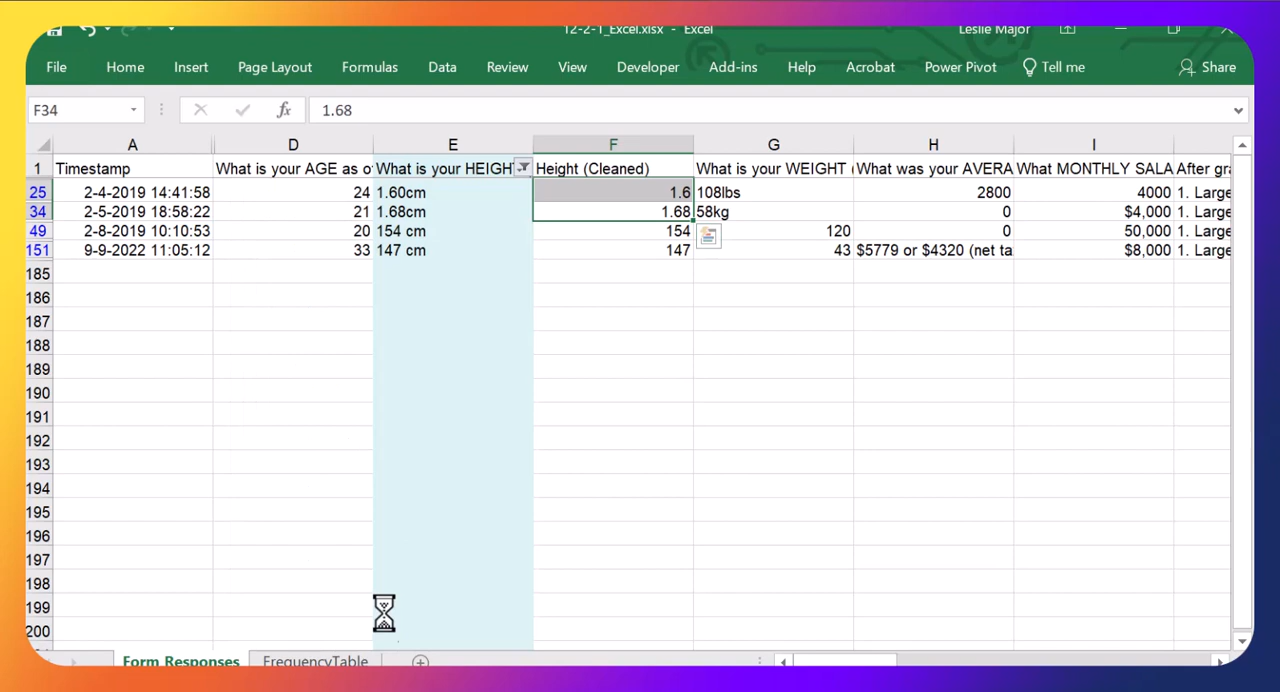 12-2-1_Excel.xlsx - Excel Leslie Major
File Home Insert Page Layout Formulas Data Review View Developer Add-ins Help Acrobat Power Pivot Tell me Share
F34 fx 1.68
A D E F G H I
1 Timestamp What is your AGE as o What is your HEIGH Height (Cleaned) What is your WEIGHT ( What was your AVERA What MONTHLY SALA After gra
25 2-4-2019 14:41:58 24 1.60cm 1.6 108lbs 2800 4000 1. Large
34 2-5-2019 18:58:22 21 1.68cm 1.68 58kg 0 $4,000 1. Large
49 2-8-2019 10:10:53 20 154 cm 154 120 0 50,000 1. Large
151 9-9-2022 11:05:12 33 147 cm 147 43 $5779 or $4320 (net ta $8,000 1. Large
185
186
187
188
189
190
191
192
193
194
195
196
197
198
199
200
Form Responses FrequencyTable